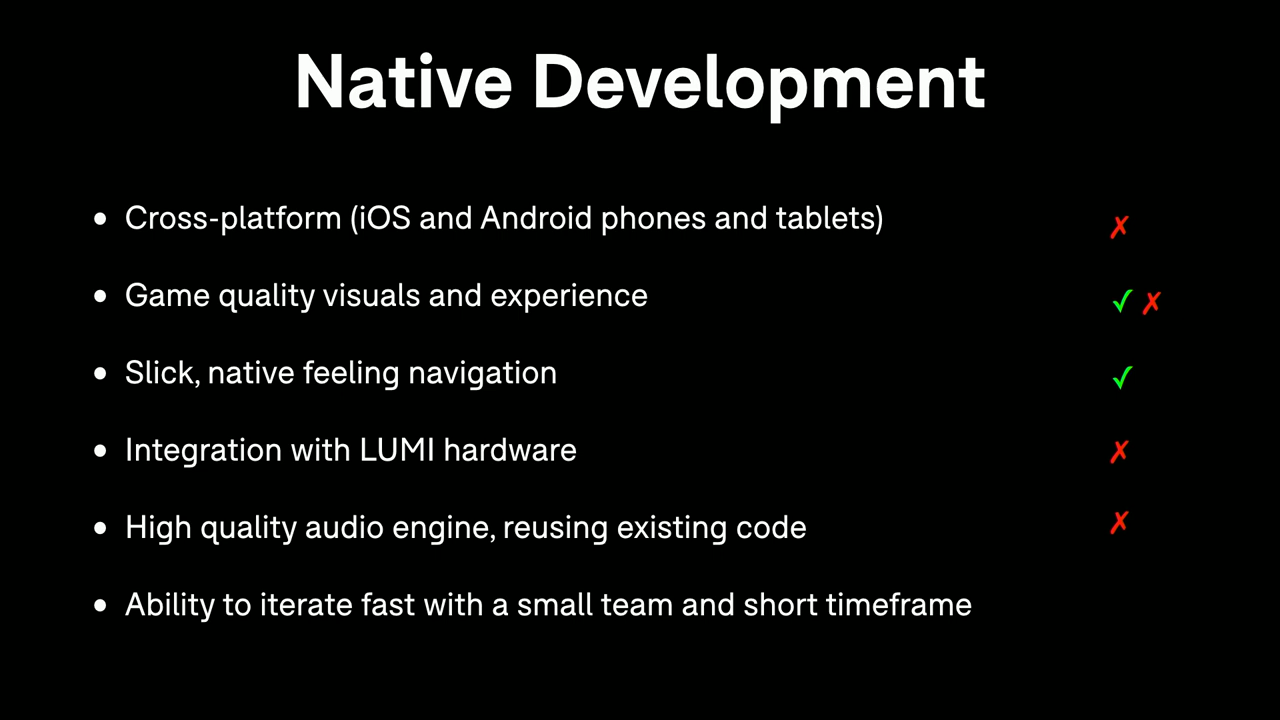 Native Development
• Cross-platform (iOS and Android phones and tablets) ✗
• Game quality visuals and experience ✓ ✗
• Slick, native feeling navigation ✓
• Integration with LUMI hardware ✗
• High quality audio engine, reusing existing code ✗
• Ability to iterate fast with a small team and short timeframe